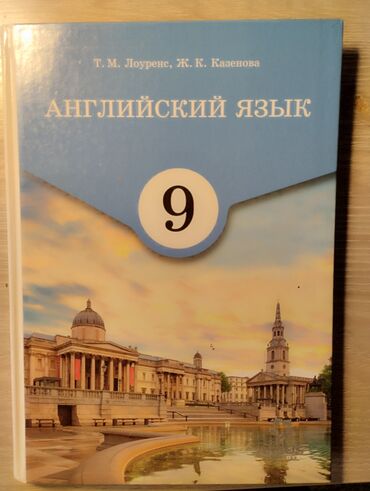 Т. М. Лоуренс, Ж. К. Казенова
АНГЛИЙСКИЙ ЯЗЫК
9